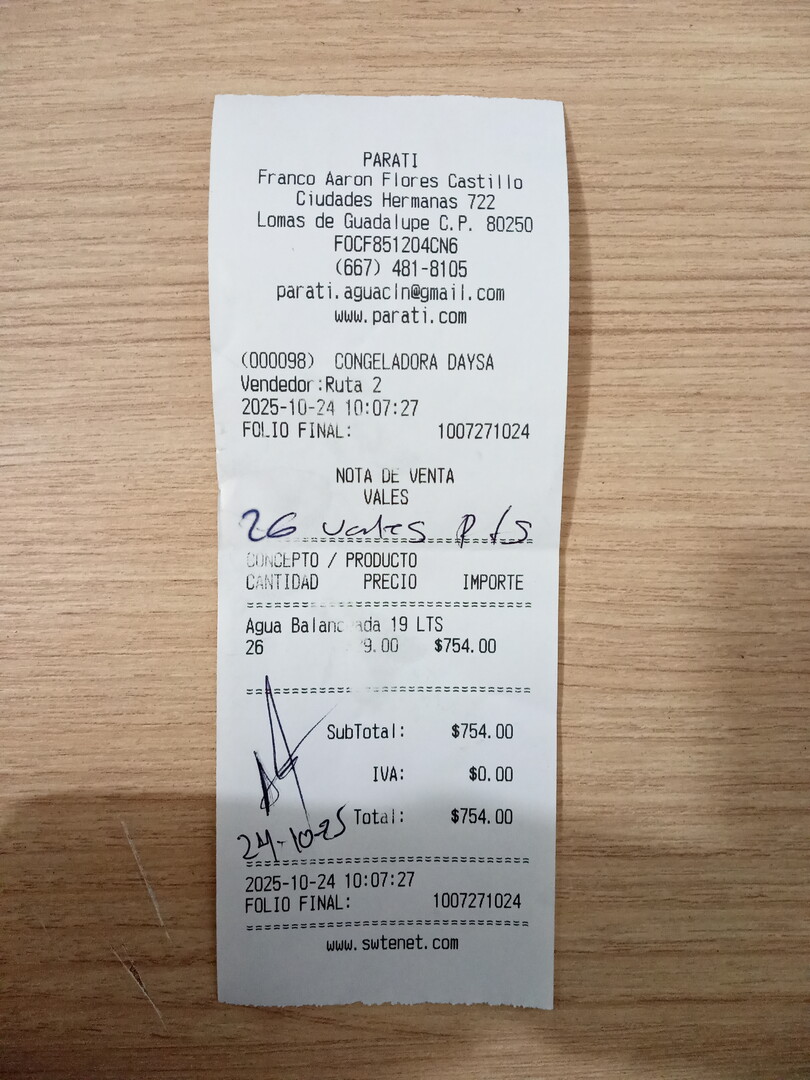 PARATI
Franco Aaron Flores Castillo
Ciudades Hermanas 722
Lomas de Guadalupe C.P. 80250
FOCF851204CN6
(667) 481-8105
parati.aguacln@gmail.com
www.parati.com
(000098) CONGELADORA DAYSA
Vendedor:Ruta 2
2025-10-24 10:07:27
FOLIO FINAL: 1007271024
NOTA DE VENTA
VALES
26 vales
CONCEPTO / PRODUCTO
CANTIDAD PRECIO IMPORTE
Agua 19 LTS
26 9.00 $754.00
SubTotal: $754.00
IVA: $0.00
Total: $754.00
24-10-25
2025-10-24 10:07:27
FOLIO FINAL: 1007271024
www.swtenet.com